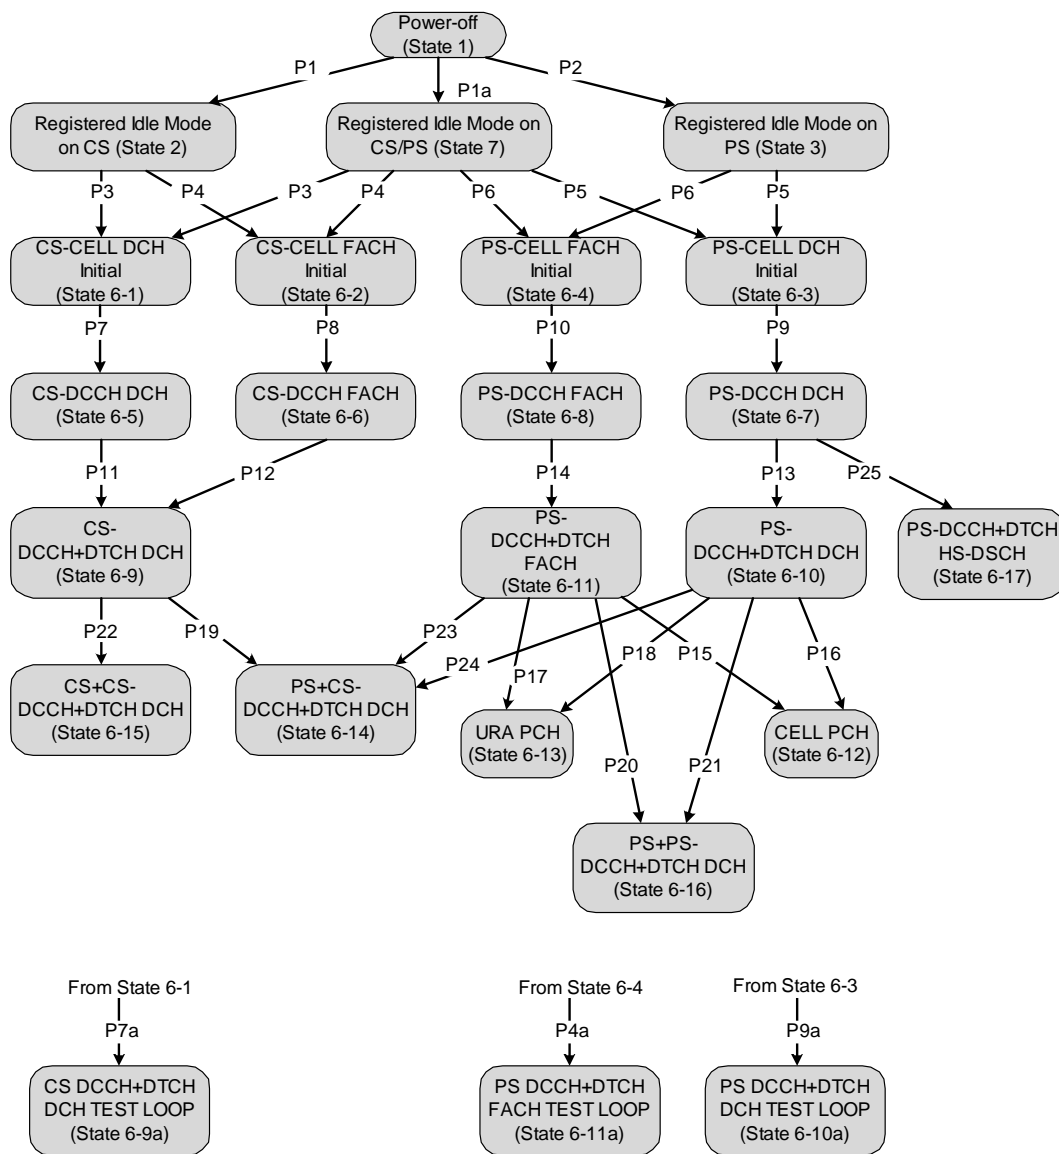 Power-off
(State 1)
P1
P1a
P2
Registered Idle Mode
on CS (State 2)
Registered Idle Mode on
CS/PS (State 7)
Registered Idle Mode on
PS (State 3)
P3
P4
P3
P4
P6
P5
P6
P5
CS-CELL DCH
Initial
(State 6-1)
CS-CELL FACH
Initial
(State 6-2)
PS-CELL FACH
Initial
(State 6-4)
PS-CELL DCH
Initial
(State 6-3)
P7
P8
P10
P9
CS-DCCH DCH
(State 6-5)
CS-DCCH FACH
(State 6-6)
PS-DCCH FACH
(State 6-8)
PS-DCCH DCH
(State 6-7)
P11
P12
P14
P13
P25
CS-
DCCH+DTCH DCH
(State 6-9)
PS-
DCCH+DTCH
FACH
(State 6-11)
PS-
DCCH+DTCH DCH
(State 6-10)
PS-DCCH+DTCH
HS-DSCH
(State 6-17)
P22
P19
P23
P24
P17
P18
P15
P16
CS+CS-
DCCH+DTCH DCH
(State 6-15)
PS+CS-
DCCH+DTCH DCH
(State 6-14)
URA PCH
(State 6-13)
CELL PCH
(State 6-12)
P20
P21
PS+PS-
DCCH+DTCH DCH
(State 6-16)
From State 6-1
From State 6-4
From State 6-3
P7a
P4a
P9a
CS DCCH+DTCH
DCH TEST LOOP
(State 6-9a)
PS DCCH+DTCH
FACH TEST LOOP
(State 6-11a)
PS DCCH+DTCH
DCH TEST LOOP
(State 6-10a)